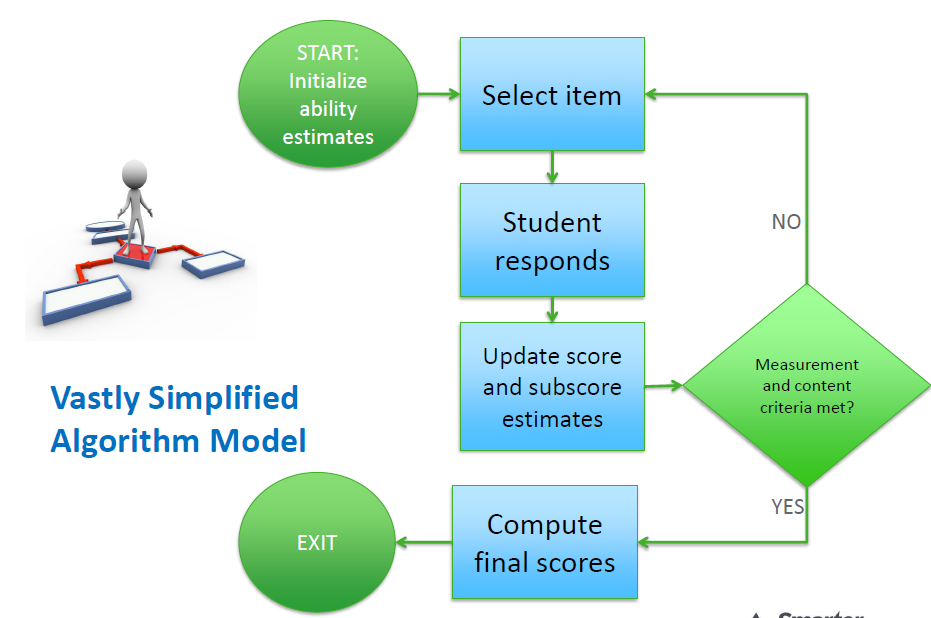 START:
Initialize
ability
estimates
Select item
Student
responds
NO
Update score
and subscore
estimates
Measurement
and content
criteria met?
Vastly Simplified
Algorithm Model
YES
Compute
final scores
EXIT
Smarter